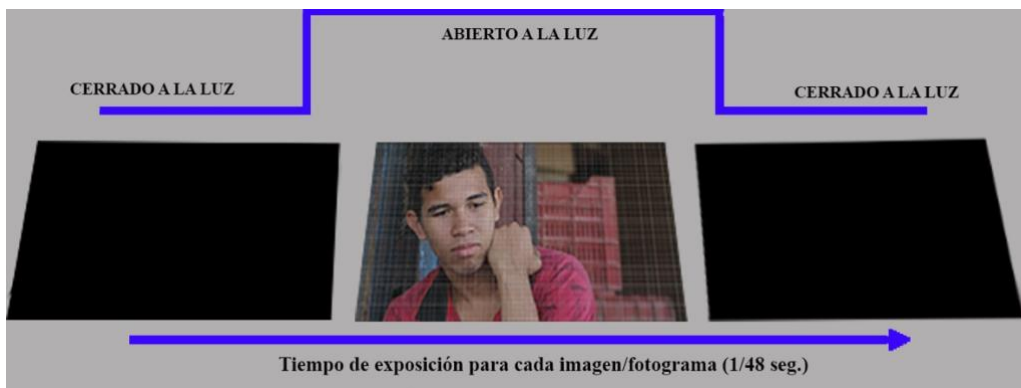 ABIERTO A LA LUZ
CERRADO A LA LUZ
CERRADO A LA LUZ
Tiempo de exposición para cada imagen/fotograma (1/48 seg.)